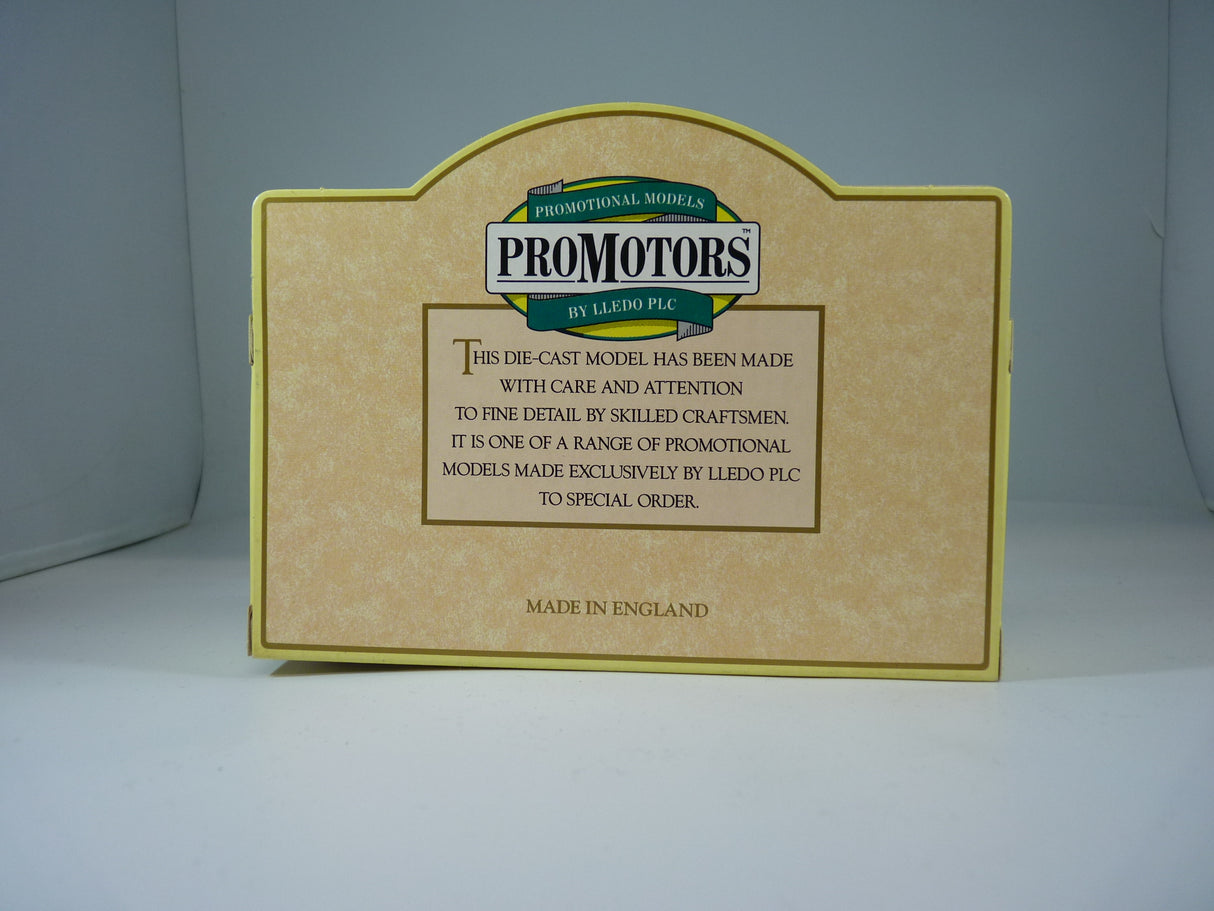 PROMOTIONAL MODELS
PROMOTORS™
BY LLEDO PLC
THIS DIE-CAST MODEL HAS BEEN MADE
WITH CARE AND ATTENTION
TO FINE DETAIL BY SKILLED CRAFTSMEN.
IT IS ONE OF A RANGE OF PROMOTIONAL
MODELS MADE EXCLUSIVELY BY LLEDO PLC
TO SPECIAL ORDER.
MADE IN ENGLAND